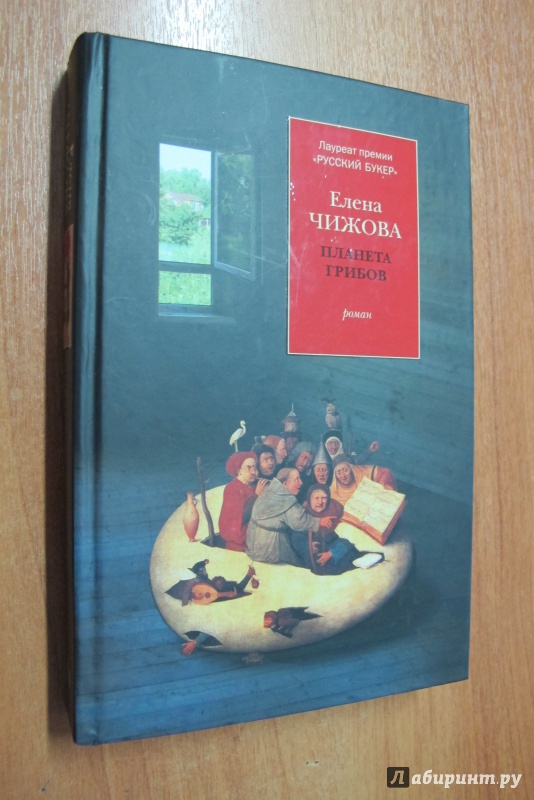 Лауреат премии
«РУССКИЙ БУКЕР»
Елена
ЧИЖОВА
ПЛАНЕТА
ГРИБОВ
роман
Лабиринт.ру